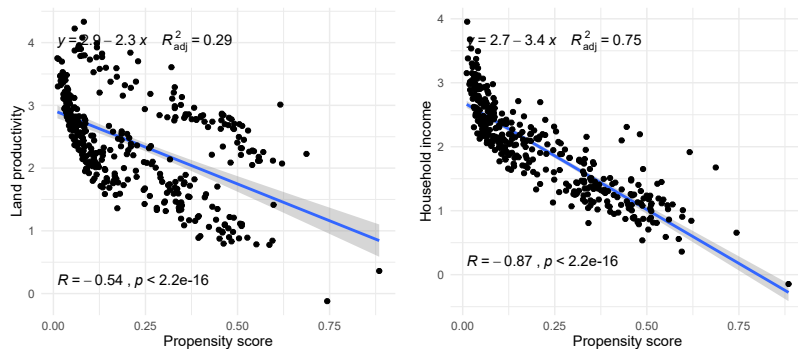 y = 2.9 − 2.3 x R²adj = 0.29
4
3
2
1
0
Land productivity
R = − 0.54 , p < 2.2e-16
0.00 0.25 0.50 0.75
Propensity score
y = 2.7 − 3.4 x R²adj = 0.75
4
3
2
1
0
Household income
R = − 0.87 , p < 2.2e-16
0.00 0.25 0.50 0.75
Propensity score